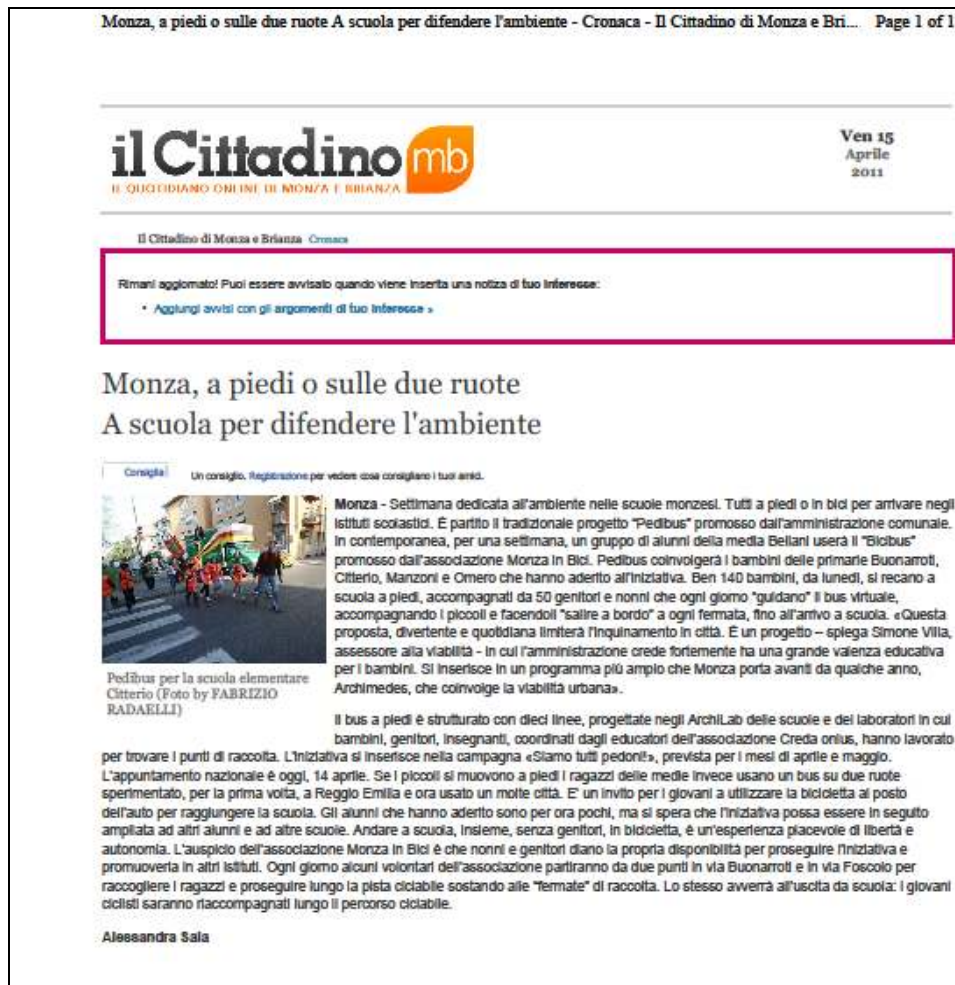 Monza, a piedi o sulle due ruote A scuola per difendere l'ambiente - Cronaca - Il Cittadino di Monza e Bri... Page 1 of 1
il Cittadino mb
IL QUOTIDIANO ONLINE DI MONZA E BRIANZA
Ven 15
Aprile
2011
Il Cittadino di Monza e Brianza Cronaca
Rimani aggiornato! Puoi essere avvisato quando viene inserita una notizia di tuo interesse:
• Aggiungi avvisi con gli argomenti di tuo interesse »
Monza, a piedi o sulle due ruote
A scuola per difendere l'ambiente
Consiglia Un consiglio. Registrazione per vedere cosa consigliano i tuoi amici.
Pedibus per la scuola elementare
Citterio (Foto by FABRIZIO
RADAELLI)
Monza - Settimana dedicata all'ambiente nelle scuole monzesi. Tutti a piedi o in bici per arrivare negli
istituti scolastici. È partito il tradizionale progetto "Pedibus" promosso dall'amministrazione comunale.
In contemporanea, per una settimana, un gruppo di alunni della media Bellani userà il "Bicibus"
promosso dall'associazione Monza in Bici. Pedibus coinvolgerà i bambini delle primarie Buonarroti,
Citterio, Manzoni e Omero che hanno aderito all'iniziativa. Ben 140 bambini, da lunedì, si recano a
scuola a piedi, accompagnati da 50 genitori e nonni che ogni giorno "guidano" il bus virtuale,
accompagnando i piccoli e facendoli "salire a bordo" a ogni fermata, fino all'arrivo a scuola. «Questa
proposta, divertente e quotidiana limiterà l'inquinamento in città. È un progetto – spiega Simone Villa,
assessore alla viabilità - in cui l'amministrazione crede fortemente ha una grande valenza educativa
per i bambini. Si inserisce in un programma più ampio che Monza porta avanti da qualche anno,
Archimedes, che coinvolge la viabilità urbana».
Il bus a piedi è strutturato con dieci linee, progettate negli ArchiLab delle scuole e dei laboratori in cui
bambini, genitori, insegnanti, coordinati dagli educatori dell'associazione Creda onlus, hanno lavorato
per trovare i punti di raccolta. L'iniziativa si inserisce nella campagna «Siamo tutti pedoni!», prevista per i mesi di aprile e maggio.
L'appuntamento nazionale è oggi, 14 aprile. Se i piccoli si muovono a piedi i ragazzi delle medie invece usano un bus su due ruote
sperimentato, per la prima volta, a Reggio Emilia e ora usato un molte città. E' un invito per i giovani a utilizzare la bicicletta al posto
dell'auto per raggiungere la scuola. Gli alunni che hanno aderito sono per ora pochi, ma si spera che l'iniziativa possa essere in seguito
ampliata ad altri alunni e ad altre scuole. Andare a scuola, insieme, senza genitori, in bicicletta, è un'esperienza piacevole di libertà e
autonomia. L'auspicio dell'associazione Monza in Bici è che nonni e genitori diano la propria disponibilità per proseguire l'iniziativa e
promuoverla in altri istituti. Ogni giorno alcuni volontari dell'associazione partiranno da due punti in via Buonarroti e in via Foscolo per
raccogliere i ragazzi e proseguire lungo la pista ciclabile sostando alle "fermate" di raccolta. Lo stesso avverrà all'uscita da scuola: i giovani
ciclisti saranno riaccompagnati lungo il percorso ciclabile.
Alessandra Sala